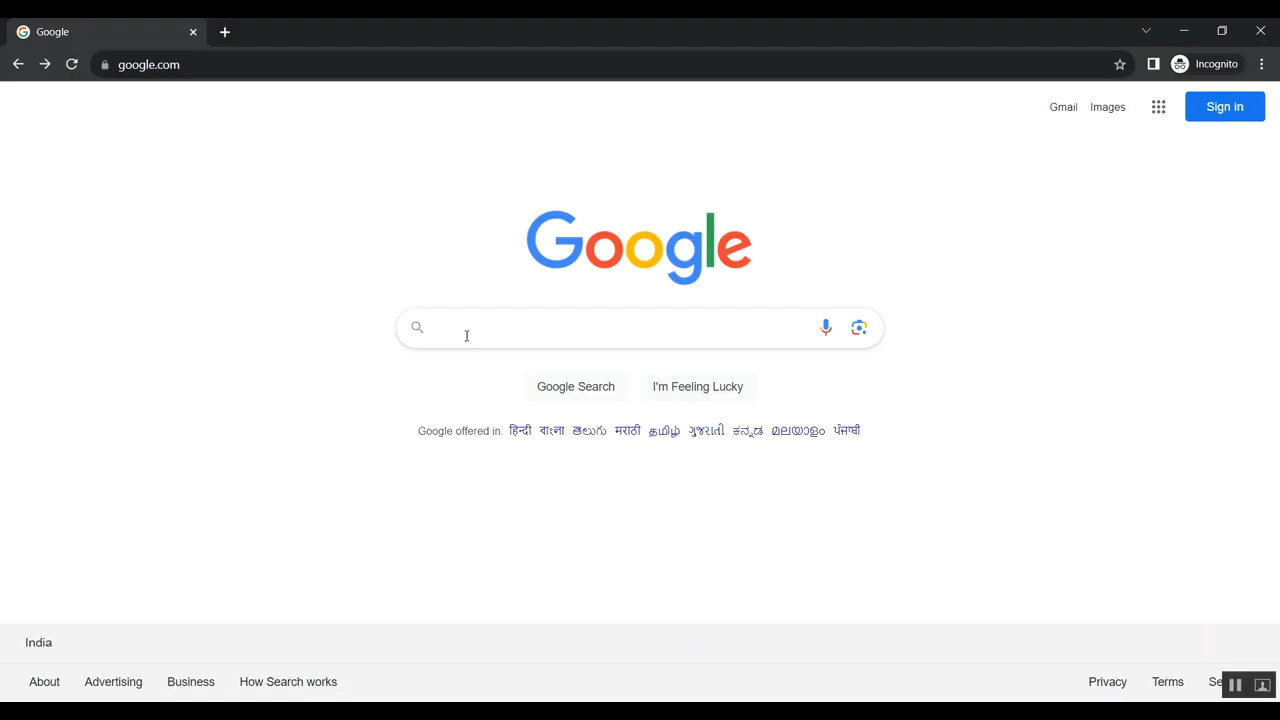 Google
google.com
Incognito
Gmail Images Sign in
Google
Google Search I'm Feeling Lucky
Google offered in: हिन्दी বাংলা తెలుగు मराठी தமிழ் ગુજરાતી ಕನ್ನಡ മലയാളം ਪੰਜਾਬੀ
India
About Advertising Business How Search works Privacy Terms